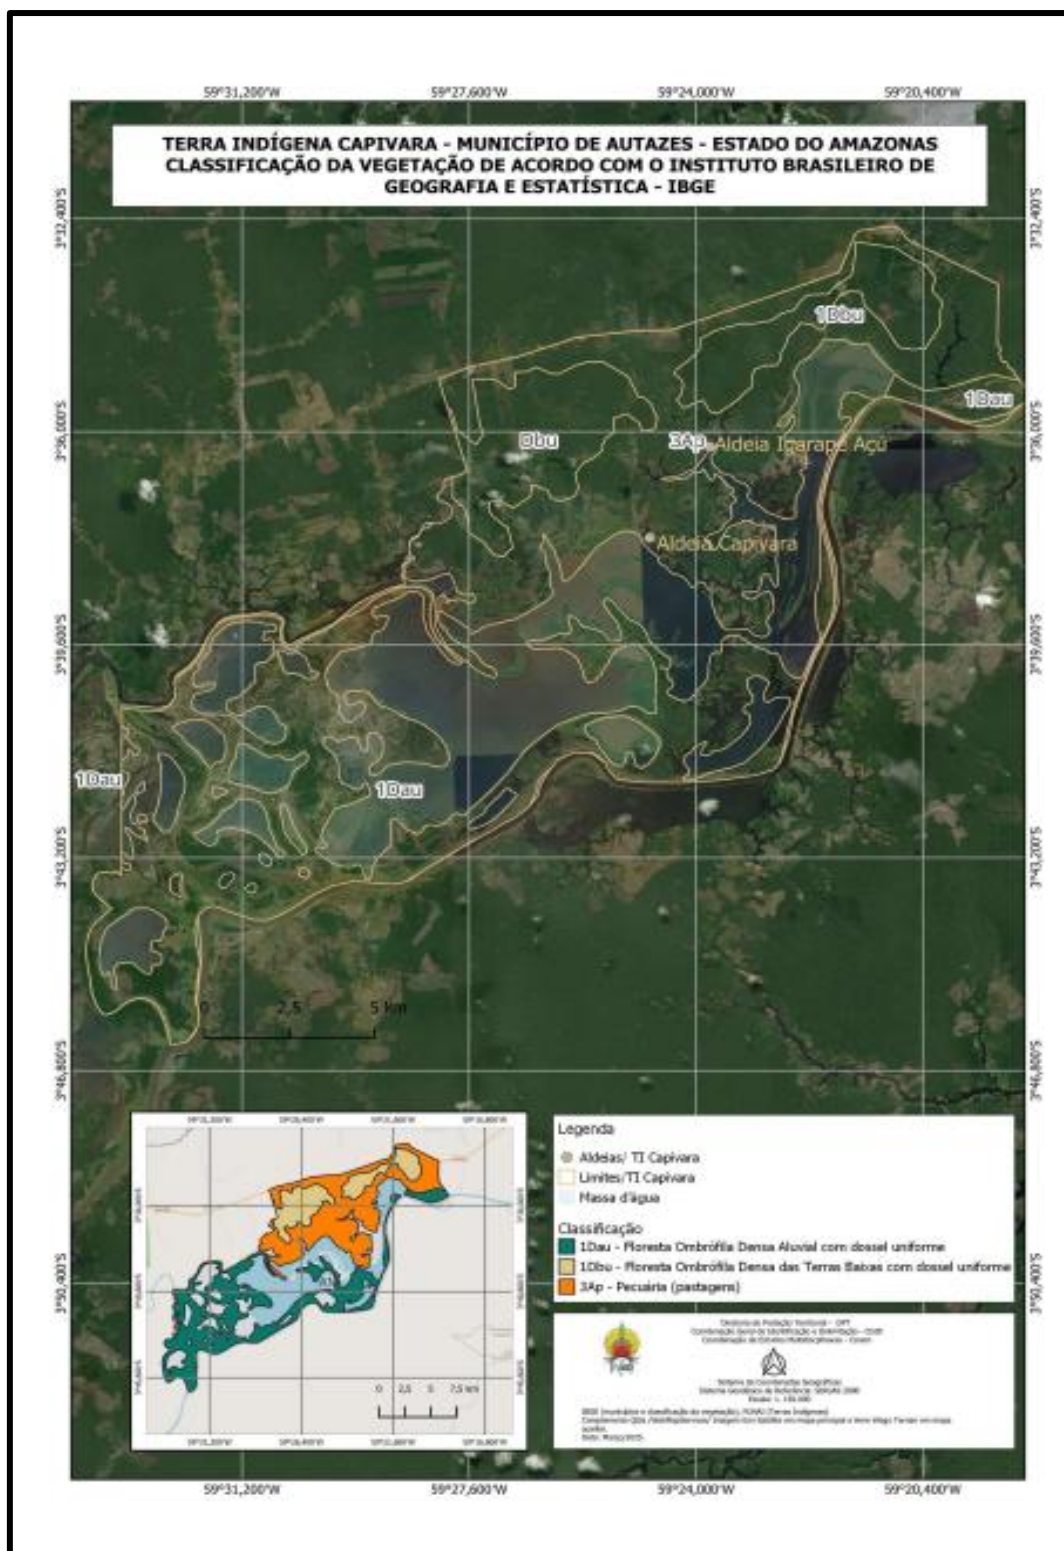 59°31,200'W 59°27,600'W 59°24,000'W 59°20,400'W
TERRA INDÍGENA CAPIVARA - MUNICÍPIO DE AUTAZES - ESTADO DO AMAZONAS
CLASSIFICAÇÃO DA VEGETAÇÃO DE ACORDO COM O INSTITUTO BRASILEIRO DE
GEOGRAFIA E ESTATÍSTICA - IBGE
3°32,400'S 3°32,400'S
1Dbu
1Dau
3°36,000'S 3°36,000'S
Dbu
3Ap
Aldeia Igarapé Açú
Aldeia Capivara
3°39,600'S 3°39,600'S
1Dau
1Dau
3°43,200'S 3°43,200'S
0 2,5 5 km
3°46,800'S 3°46,800'S
Legenda
Aldeias/ TI Capivara
Limites/TI Capivara
Massa d'água
Classificação
1Dau - Floresta Ombrófila Densa Aluvial com dossel uniforme
1Dbu - Floresta Ombrófila Densa das Terras Baixas com dossel uniforme
3Ap - Pecuária (pastagens)
3°50,400'S 3°50,400'S
0 2,5 5 7,5 km
Sistema de Coordenadas Geográficas
59°31,200'W 59°27,600'W 59°24,000'W 59°20,400'W